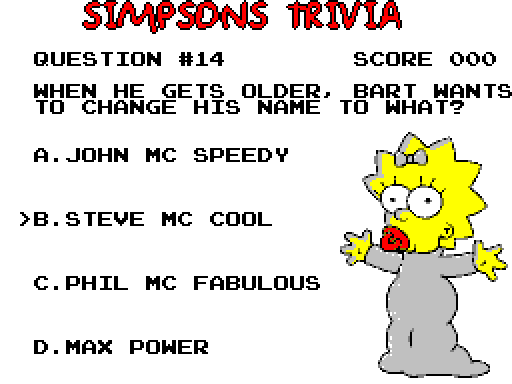 SIMPSONS TRIVIA
QUESTION #14 SCORE 000
WHEN HE GETS OLDER, BART WANTS
TO CHANGE HIS NAME TO WHAT?
A.JOHN MC SPEEDY
>B.STEVE MC COOL
C.PHIL MC FABULOUS
D.MAX POWER